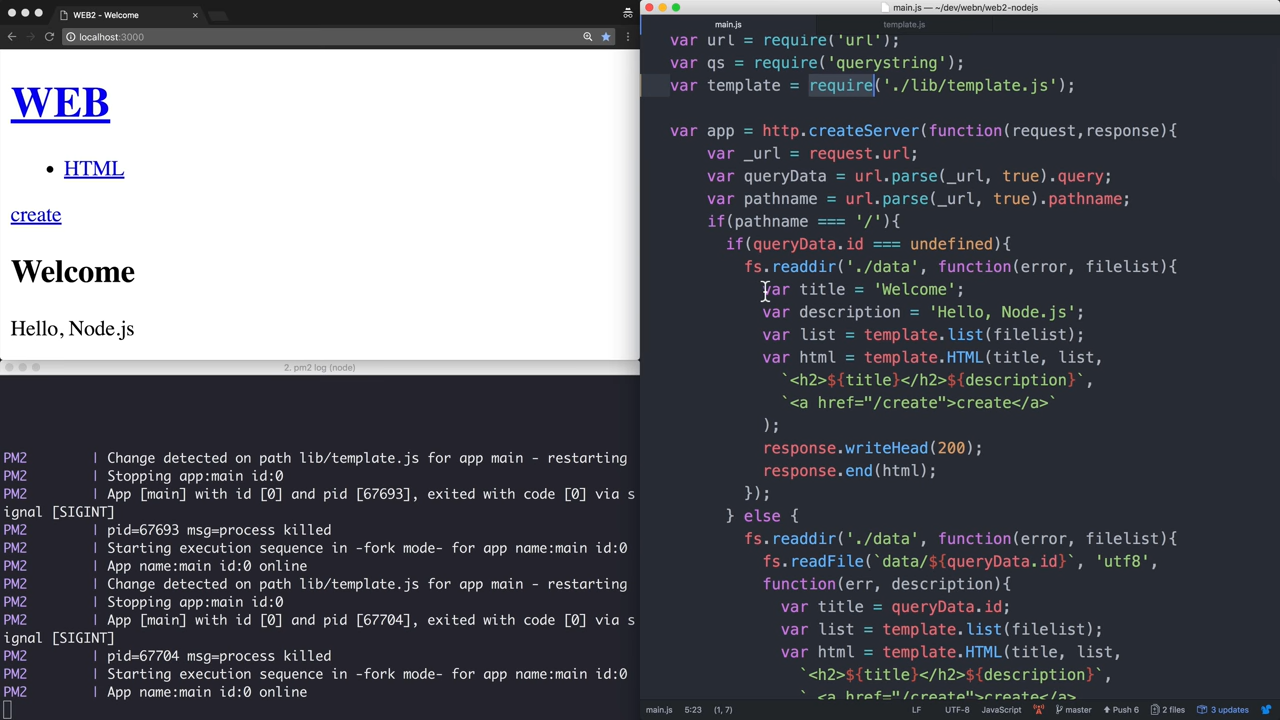 WEB2 - Welcome
localhost:3000
WEB
HTML
create
Welcome
Hello, Node.js
2. pm2 log (node)
PM2 | Change detected on path lib/template.js for app main - restarting
PM2 | Stopping app:main id:0
PM2 | App [main] with id [0] and pid [67693], exited with code [0] via s
ignal [SIGINT]
PM2 | pid=67693 msg=process killed
PM2 | Starting execution sequence in -fork mode- for app name:main id:0
PM2 | App name:main id:0 online
PM2 | Change detected on path lib/template.js for app main - restarting
PM2 | Stopping app:main id:0
PM2 | App [main] with id [0] and pid [67704], exited with code [0] via s
ignal [SIGINT]
PM2 | pid=67704 msg=process killed
PM2 | Starting execution sequence in -fork mode- for app name:main id:0
PM2 | App name:main id:0 online
main.js — ~/dev/webn/web2-nodejs
main.js template.js
var url = require('url');
var qs = require('querystring');
var template = require('./lib/template.js');
var app = http.createServer(function(request,response){
var _url = request.url;
var queryData = url.parse(_url, true).query;
var pathname = url.parse(_url, true).pathname;
if(pathname === '/'){
if(queryData.id === undefined){
fs.readdir('./data', function(error, filelist){
var title = 'Welcome';
var description = 'Hello, Node.js';
var list = template.list(filelist);
var html = template.HTML(title, list,
`<h2>${title}</h2>${description}`,
`<a href="/create">create</a>`
);
response.writeHead(200);
response.end(html);
});
} else {
fs.readdir('./data', function(error, filelist){
fs.readFile(`data/${queryData.id}`, 'utf8',
function(err, description){
var title = queryData.id;
var list = template.list(filelist);
var html = template.HTML(title, list,
`<h2>${title}</h2>${description}`,
` <a href="/create">create</a>
main.js 5:23 (1, 7) LF UTF-8 JavaScript master Push 6 2 files 3 updates